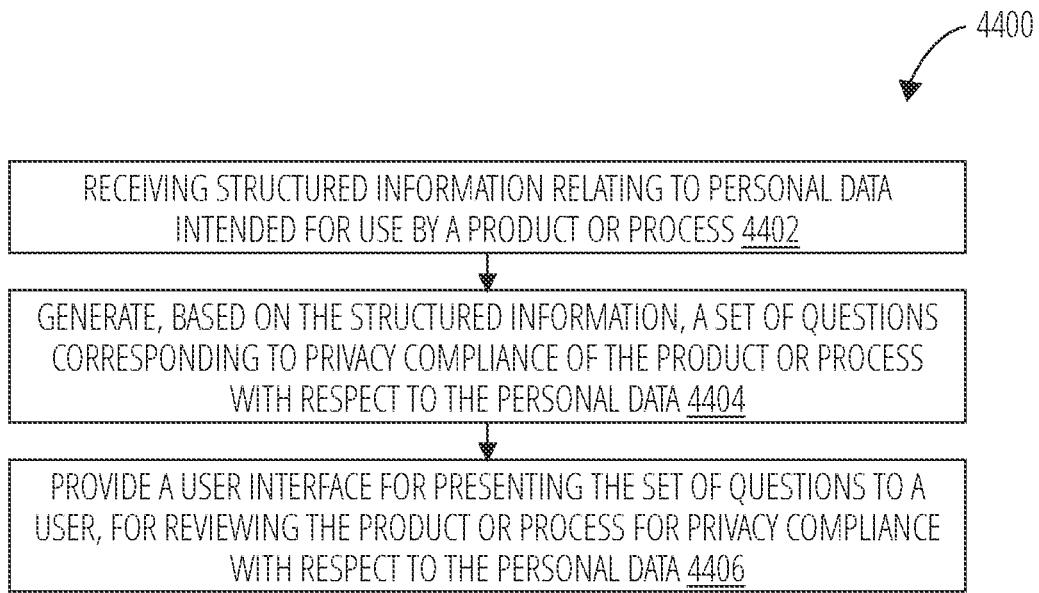 4400
RECEIVING STRUCTURED INFORMATION RELATING TO PERSONAL DATA
INTENDED FOR USE BY A PRODUCT OR PROCESS 4402
GENERATE, BASED ON THE STRUCTURED INFORMATION, A SET OF QUESTIONS
CORRESPONDING TO PRIVACY COMPLIANCE OF THE PRODUCT OR PROCESS
WITH RESPECT TO THE PERSONAL DATA 4404
PROVIDE A USER INTERFACE FOR PRESENTING THE SET OF QUESTIONS TO A
USER, FOR REVIEWING THE PRODUCT OR PROCESS FOR PRIVACY COMPLIANCE
WITH RESPECT TO THE PERSONAL DATA 4406